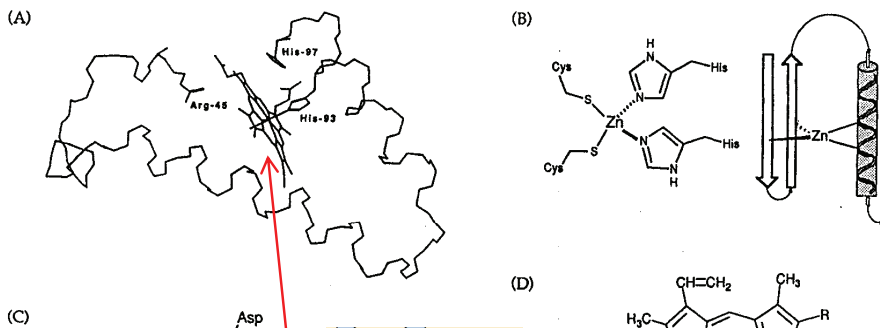 (A)
His-97
Arg-45
His-93
(B)
H
N
Cys
His
S
N
Zn
S
N
Cys
His
N
H
Zn
(C)
Asp
(D)
CH=CH2
CH3
H3C
R